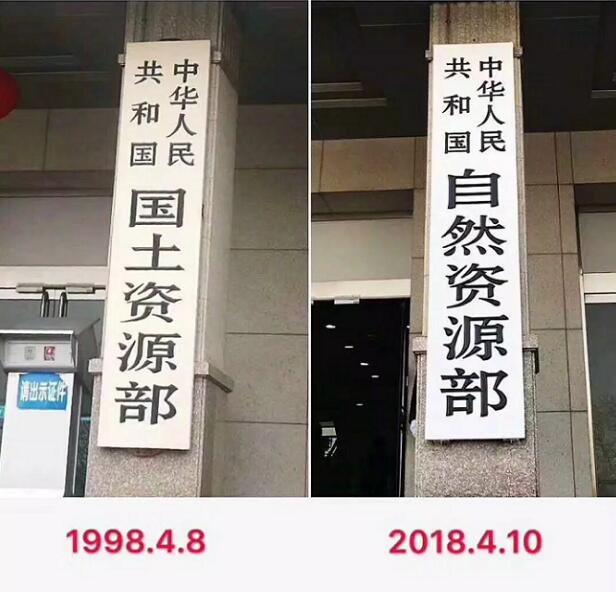 中华人民
共和国
国土资源部
请出示证件
中华人民
共和国
自然资源部
1998.4.8
2018.4.10